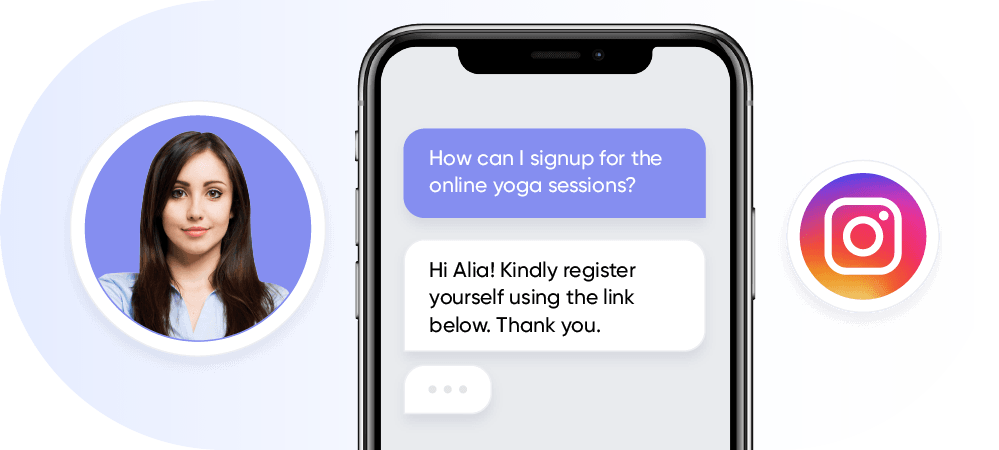 How can I signup for the
online yoga sessions?
Hi Alia! Kindly register
yourself using the link
below. Thank you.